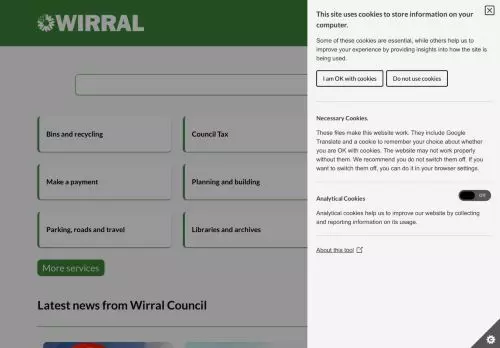 WIRRAL
Bins and recycling
Council Tax
Make a payment
Planning and building
Parking, roads and travel
Libraries and archives
More services
Latest news from Wirral Council
This site uses cookies to store information on your
computer.
Some of these cookies are essential, while others help us to
improve your experience by providing insights into how the site is
being used.
I am OK with cookies
Do not use cookies
Necessary Cookies.
These files make this website work. They include Google
Translate and a cookie to remember your choice about whether
you are OK with cookies. The website may not work properly
without them. We recommend you do not switch them off. If you
want to switch them off, you can do it in your browser settings.
Analytical Cookies
Off
Analytical cookies help us to improve our website by collecting
and reporting information on its usage.
About this tool